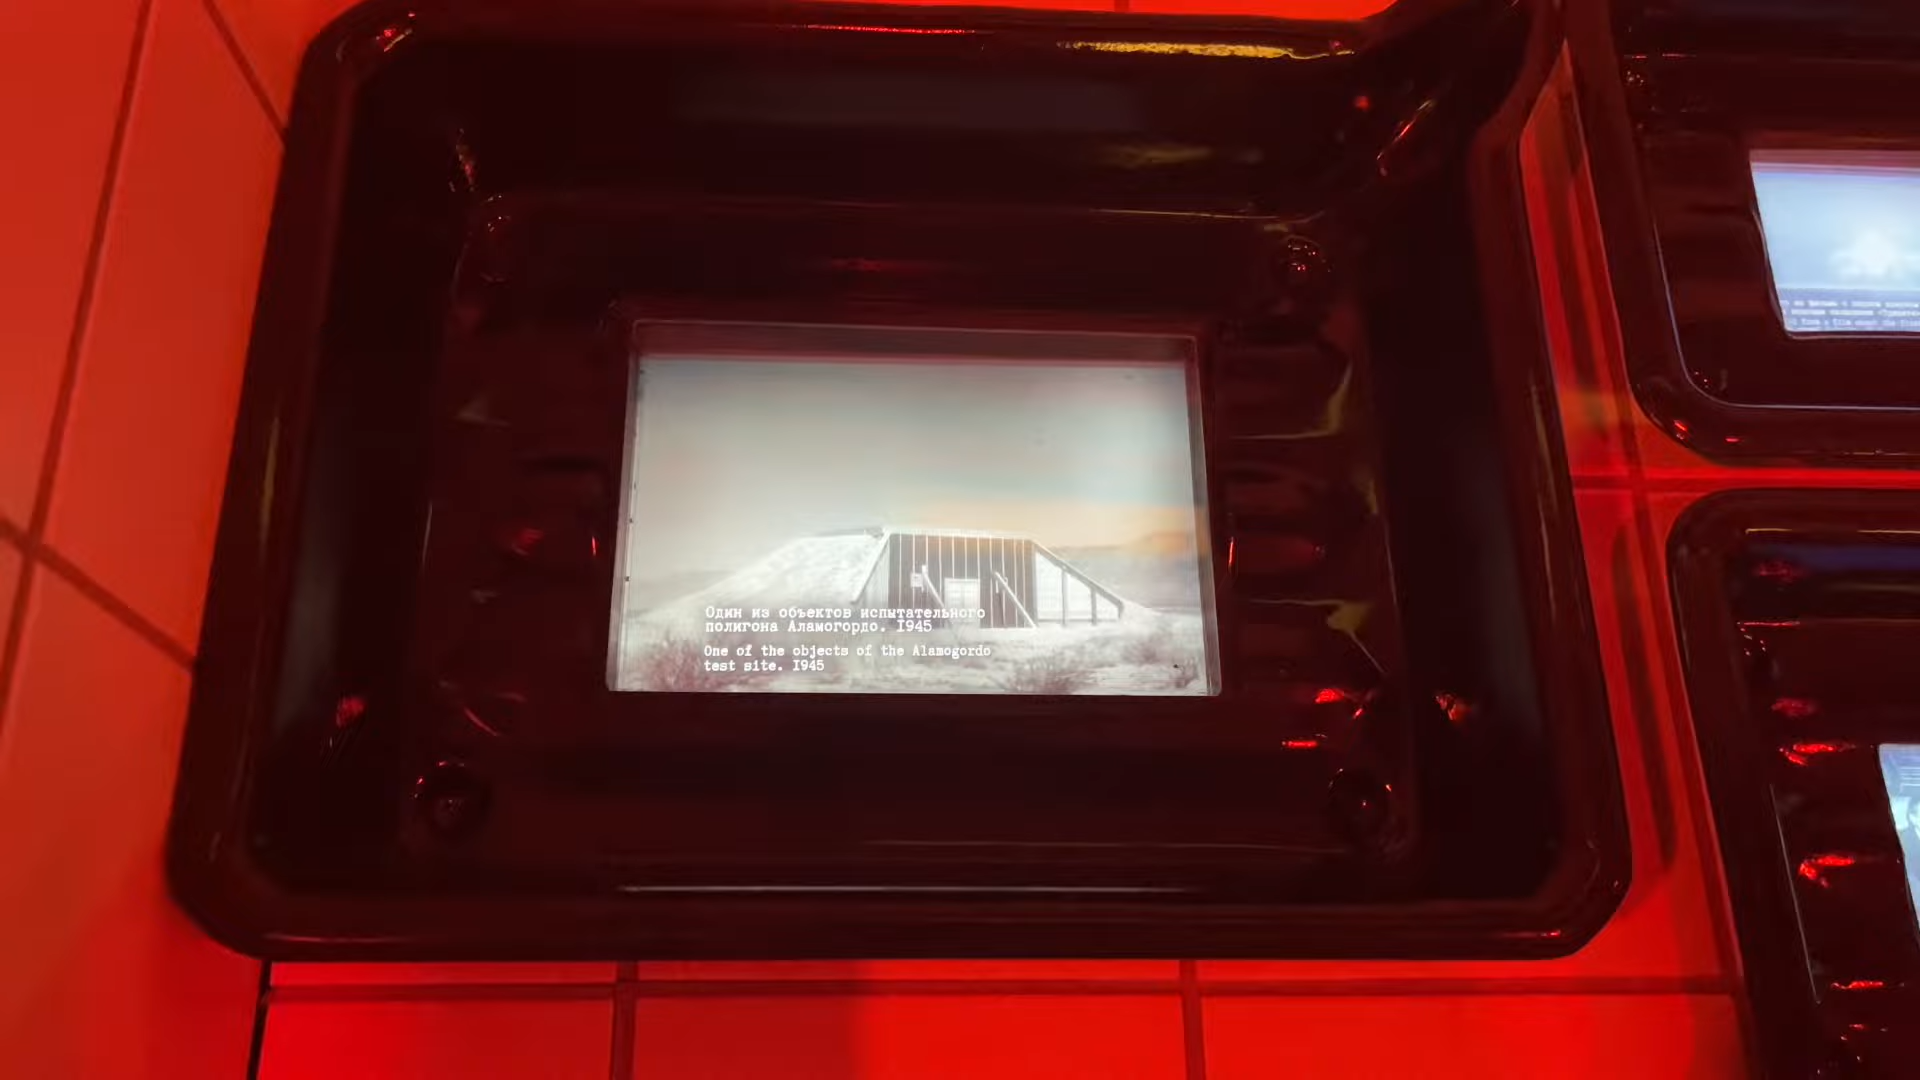 Один из объектов испытательного
полигона Аламогордо. I945
One of the objects of the Alamogordo
test site. I945